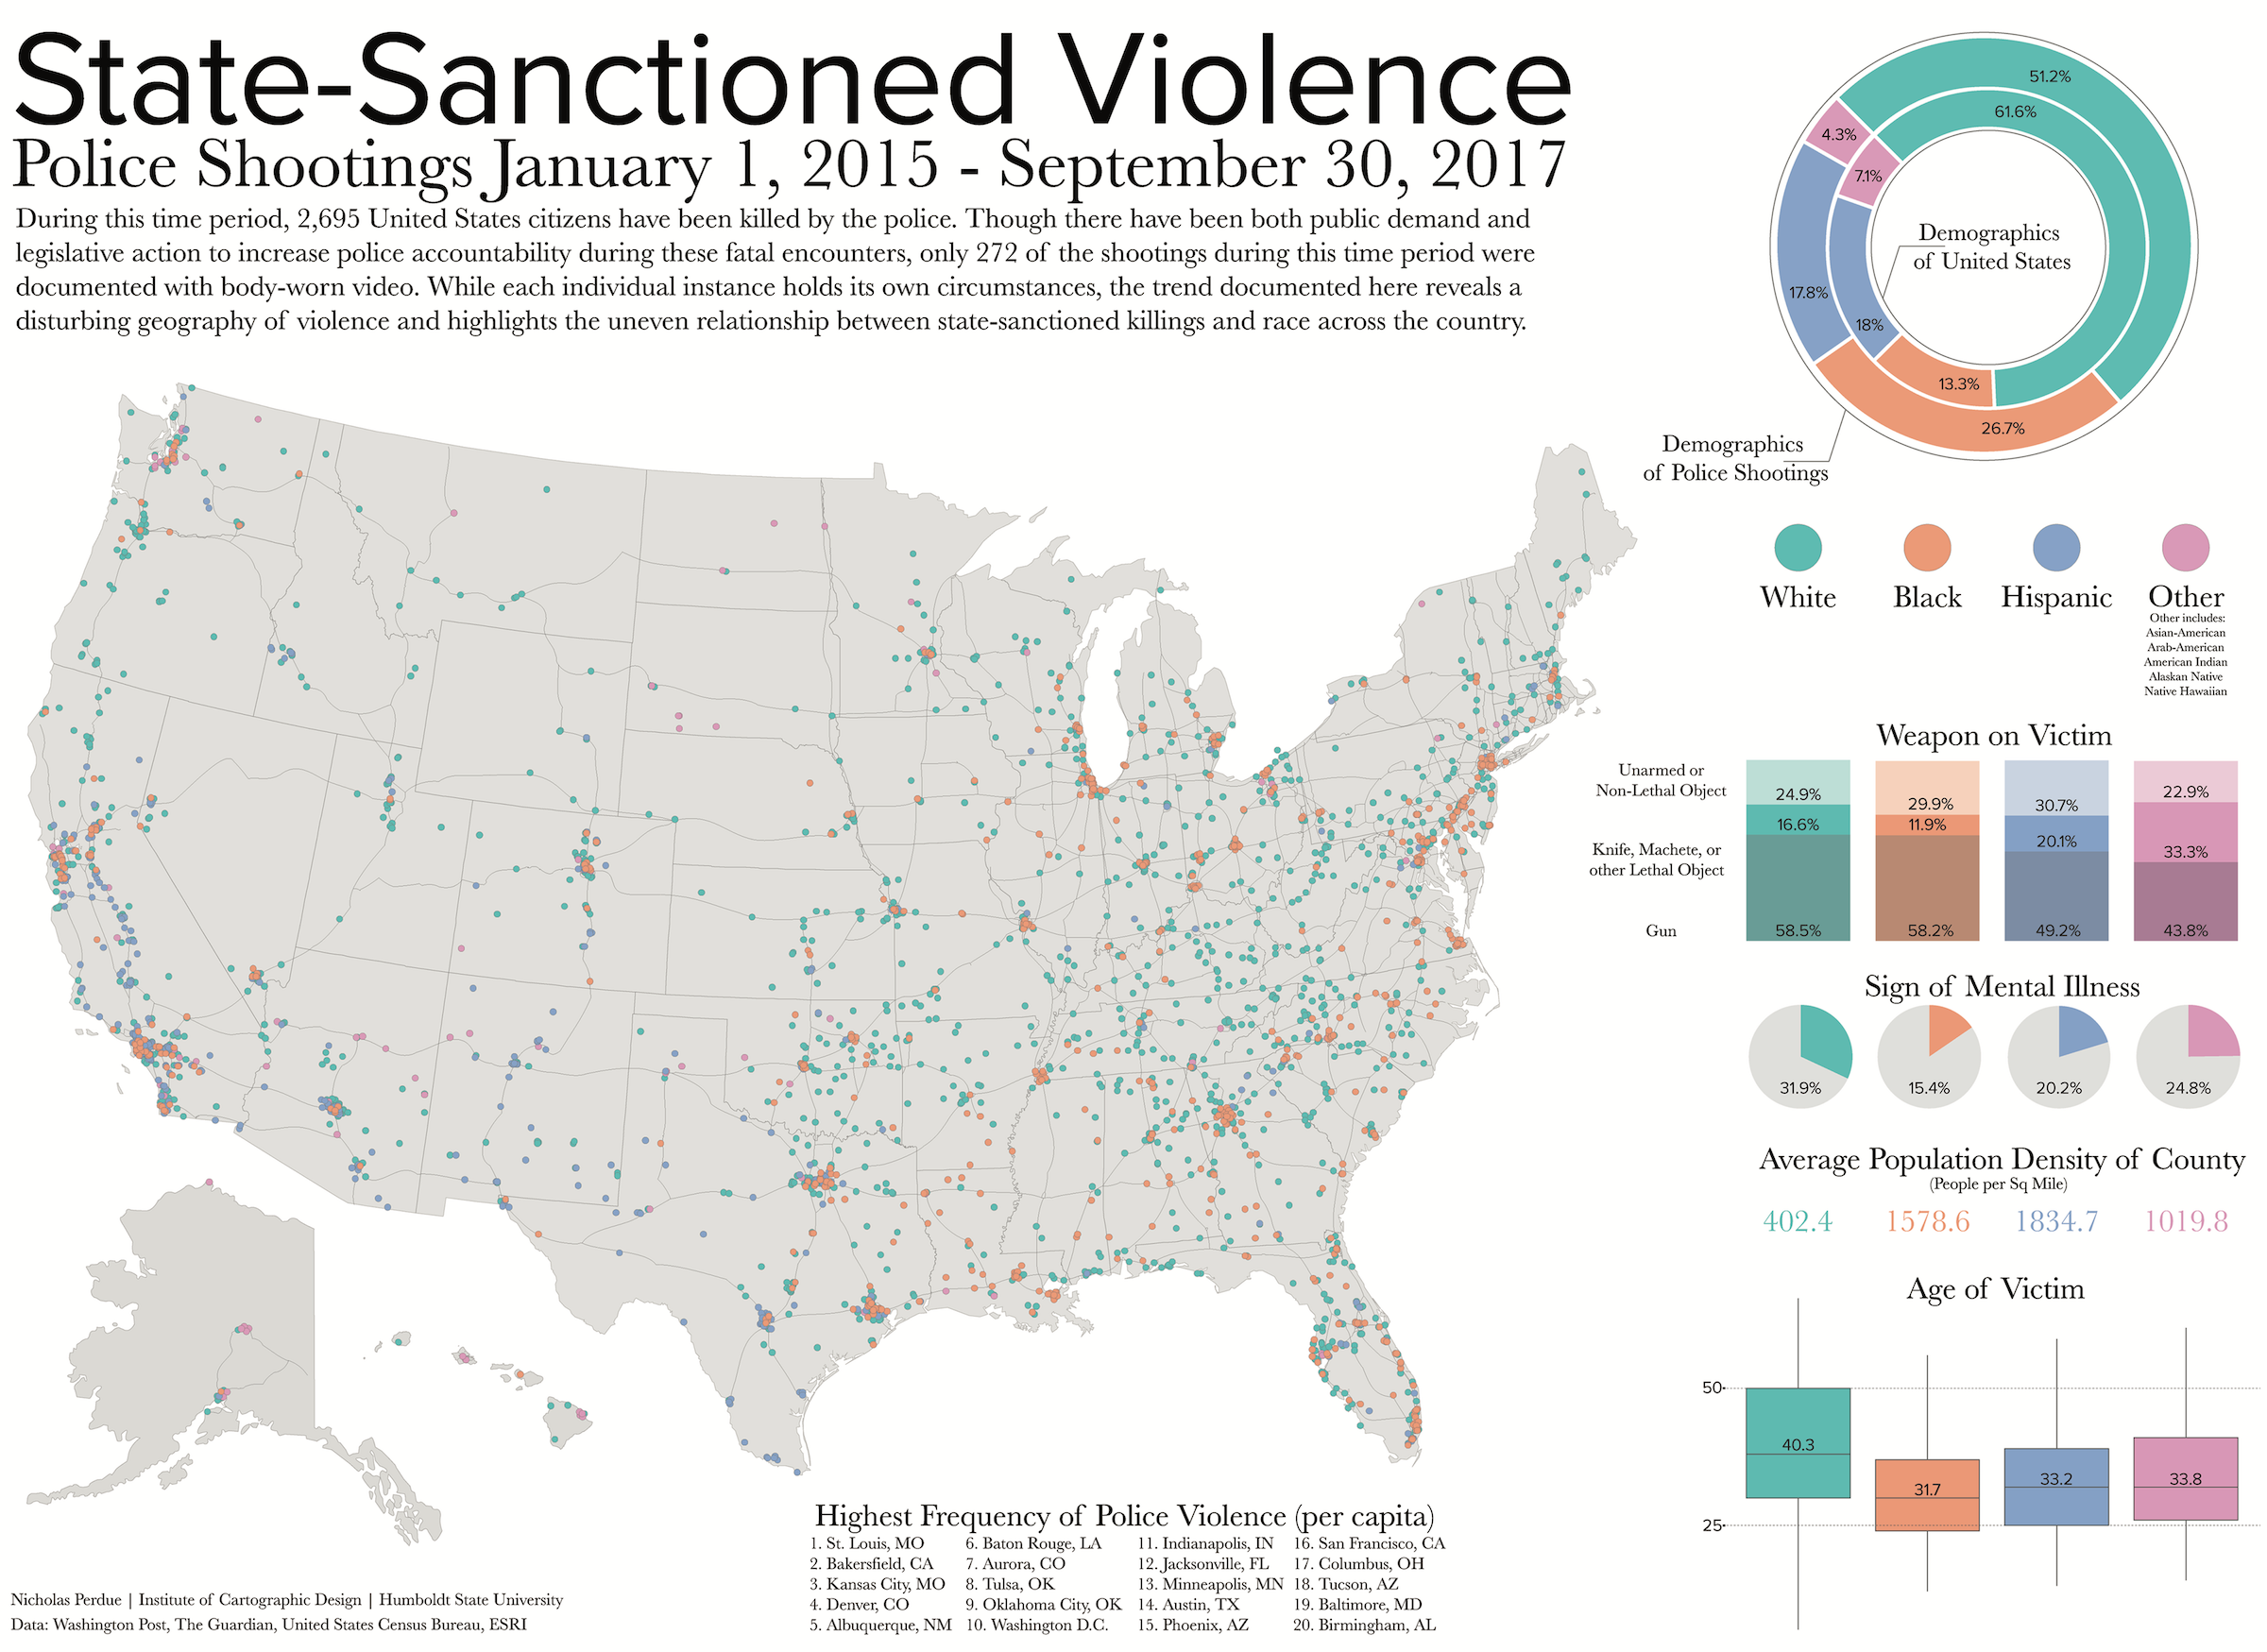 State-Sanctioned Violence
Police Shootings January 1, 2015 - September 30, 2017
During this time period, 2,695 United States citizens have been killed by the police. Though there have been both public demand and
legislative action to increase police accountability during these fatal encounters, only 272 of the shootings during this time period were
documented with body-worn video. While each individual instance holds its own circumstances, the trend documented here reveals a
disturbing geography of violence and highlights the uneven relationship between state-sanctioned killings and race across the country.
51.2%
61.6%
4.3%
7.1%
17.8%
18%
13.3%
26.7%
Demographics
of United States
Demographics
of Police Shootings
White
Black
Hispanic
Other
Other includes:
Asian-American
Arab-American
American Indian
Alaskan Native
Native Hawaiian
Weapon on Victim
Unarmed or
Non-Lethal Object
24.9%
29.9%
30.7%
22.9%
Knife, Machete, or
other Lethal Object
16.6%
11.9%
20.1%
33.3%
Gun
58.5%
58.2%
49.2%
43.8%
Sign of Mental Illness
31.9%
15.4%
20.2%
24.8%
Average Population Density of County
(People per Sq Mile)
402.4
1578.6
1834.7
1019.8
Age of Victim
50
25
40.3
31.7
33.2
33.8
Highest Frequency of Police Violence (per capita)
1. St. Louis, MO
2. Bakersfield, CA
3. Kansas City, MO
4. Denver, CO
5. Albuquerque, NM
6. Baton Rouge, LA
7. Aurora, CO
8. Tulsa, OK
9. Oklahoma City, OK
10. Washington D.C.
11. Indianapolis, IN
12. Jacksonville, FL
13. Minneapolis, MN
14. Austin, TX
15. Phoenix, AZ
16. San Francisco, CA
17. Columbus, OH
18. Tucson, AZ
19. Baltimore, MD
20. Birmingham, AL
Nicholas Perdue | Institute of Cartographic Design | Humboldt State University
Data: Washington Post, The Guardian, United States Census Bureau, ESRI